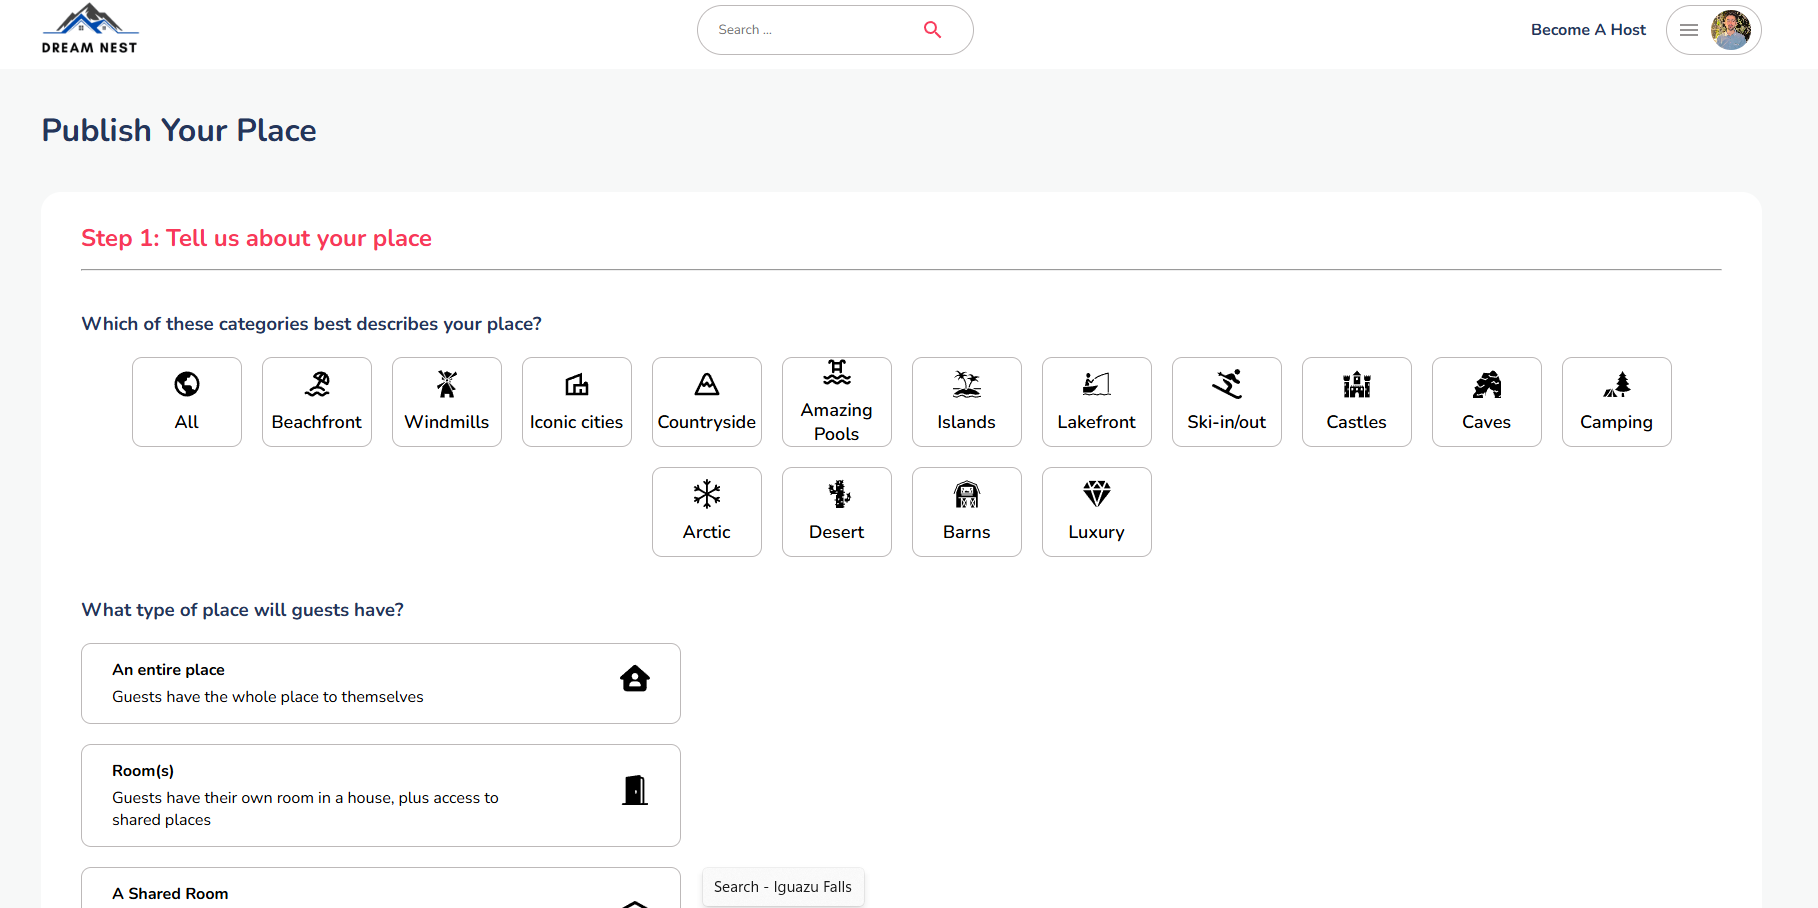 DREAM NEST
Search ...
Become A Host
Publish Your Place
Step 1: Tell us about your place
Which of these categories best describes your place?
All
Beachfront
Windmills
Iconic cities
Countryside
Amazing
Pools
Islands
Lakefront
Ski-in/out
Castles
Caves
Camping
Arctic
Desert
Barns
Luxury
What type of place will guests have?
An entire place
Guests have the whole place to themselves
Room(s)
Guests have their own room in a house, plus access to
shared places
A Shared Room
Search - Iguazu Falls